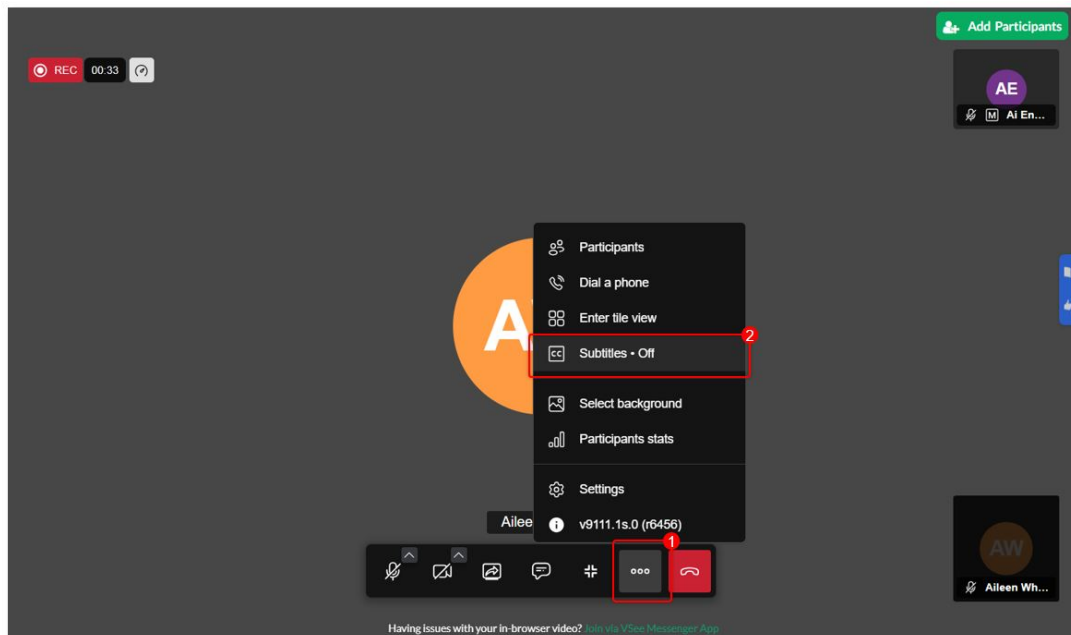 Add Participants
REC 00:33
AE
M Ai En...
Participants
Dial a phone
Enter tile view
2
CC Subtitles • Off
Select background
Participants stats
Settings
Ailee
v9111.1s.0 (r6456)
1
AW
Aileen Wh...
Having issues with your in-browser video? Join via VSee Messenger App